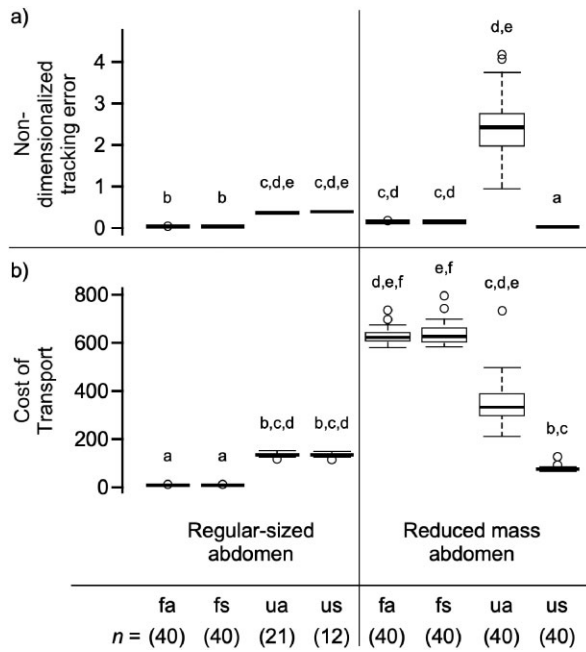 a)
Non-
dimensionalized
tracking error
4
3
2
1
0
b b c,d,e c,d,e c,d c,d d,e a
b)
Cost of
Transport
800
600
400
200
0
a a b,c,d b,c,d d,e,f e,f c,d,e b,c
Regular-sized
abdomen
Reduced mass
abdomen
fa fs ua us fa fs ua us
n = (40) (40) (21) (12) (40) (40) (40) (40)